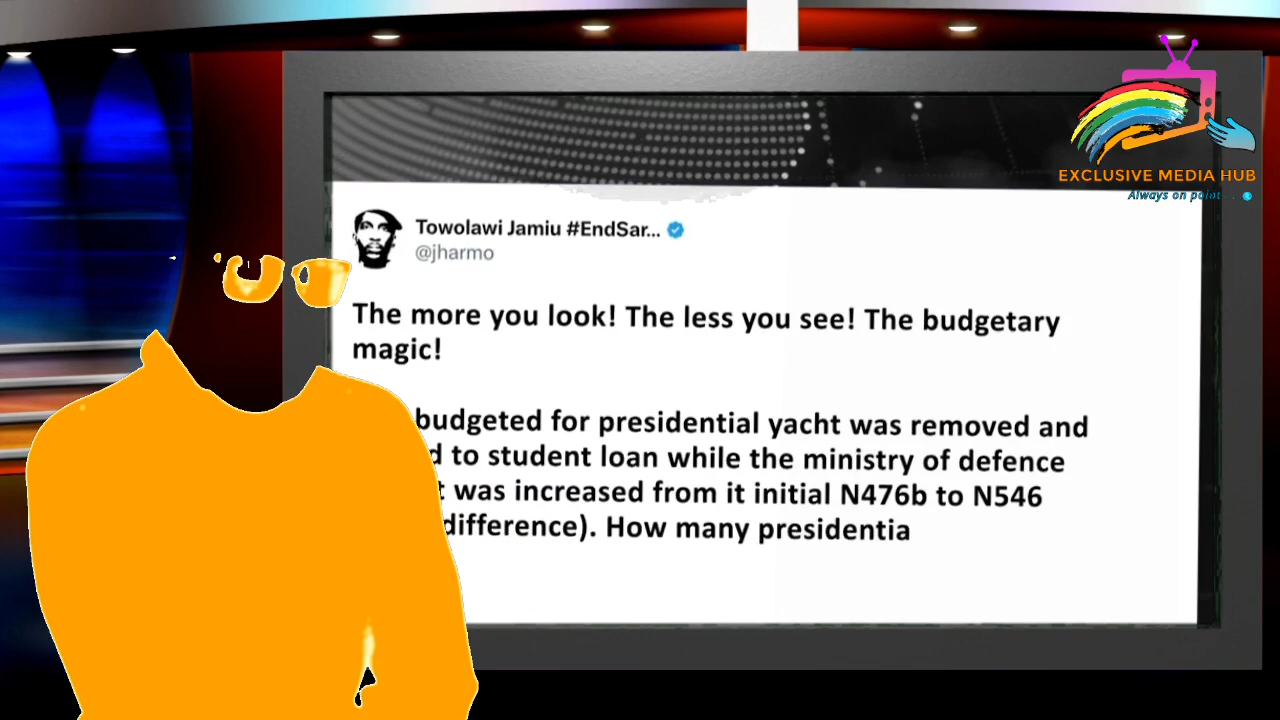 EXCLUSIVE MEDIA HUB
Always on point...
Towolawi Jamiu #EndSar...
@jharmo
The more you look! The less you see! The budgetary
magic!
budgeted for presidential yacht was removed and
to student loan while the ministry of defence
was increased from it initial N476b to N546
difference). How many presidentia